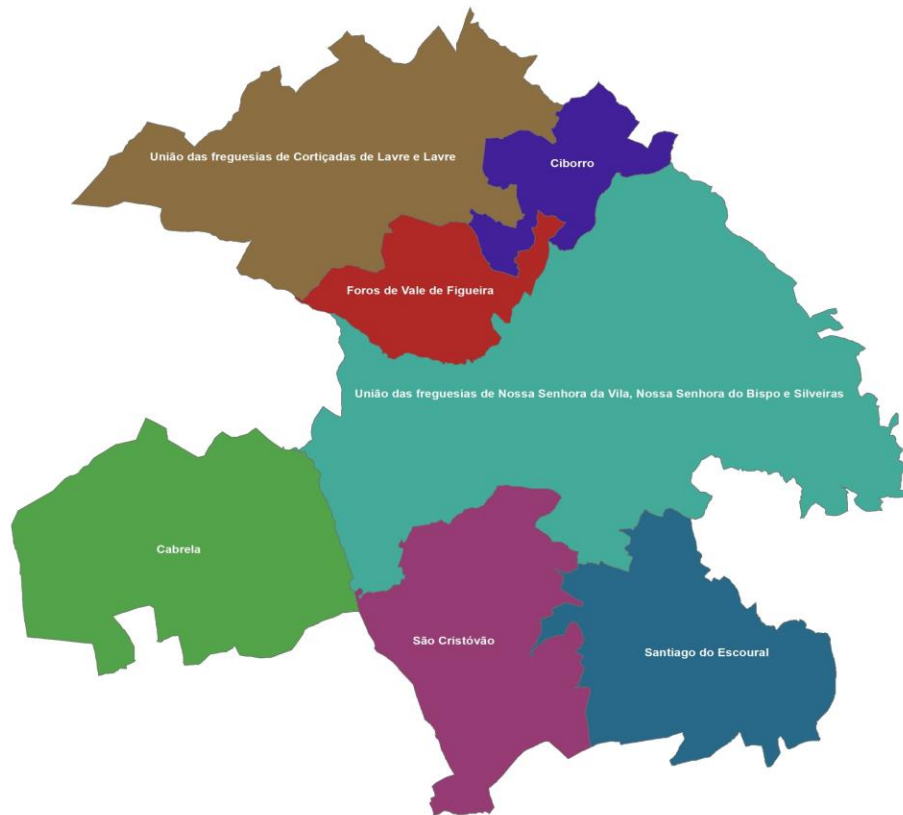 União das freguesias de Cortiçadas de Lavre e Lavre
Ciborro
Foros de Vale de Figueira
União das freguesias de Nossa Senhora da Vila, Nossa Senhora do Bispo e Silveiras
Cabrela
São Cristóvão
Santiago do Escoural